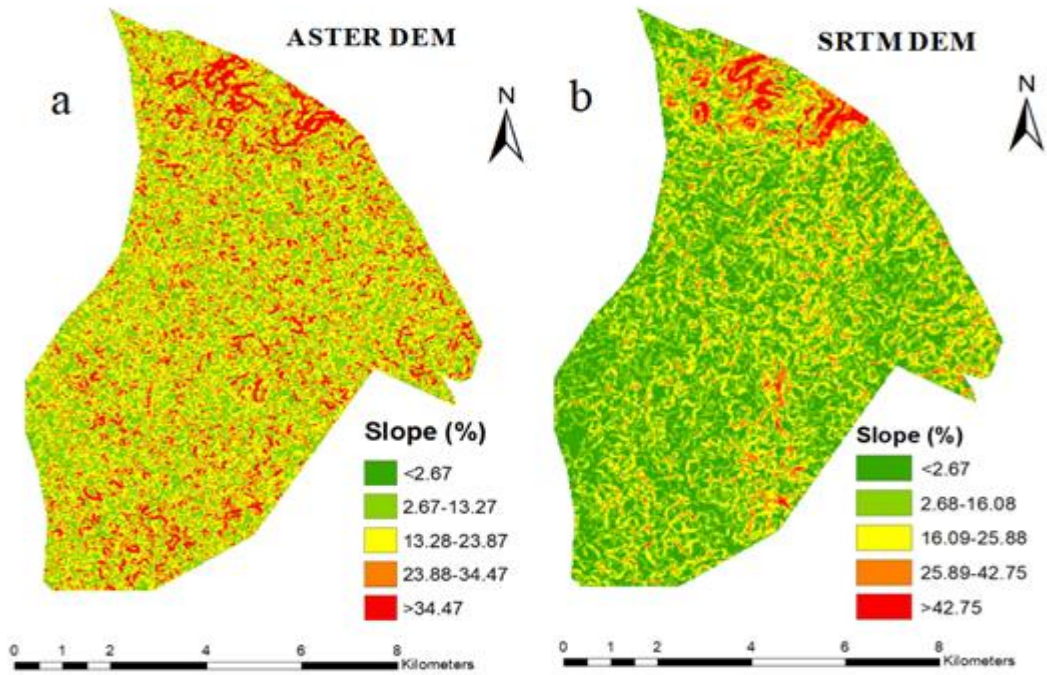 ASTER DEM
a
N
Slope (%)
<2.67
2.67-13.27
13.28-23.87
23.88-34.47
>34.47
0 1 2 4 6 8
Kilometers
SRTM DEM
b
N
Slope (%)
<2.67
2.68-16.08
16.09-25.88
25.89-42.75
>42.75
0 1 2 4 6 8
Kilometers